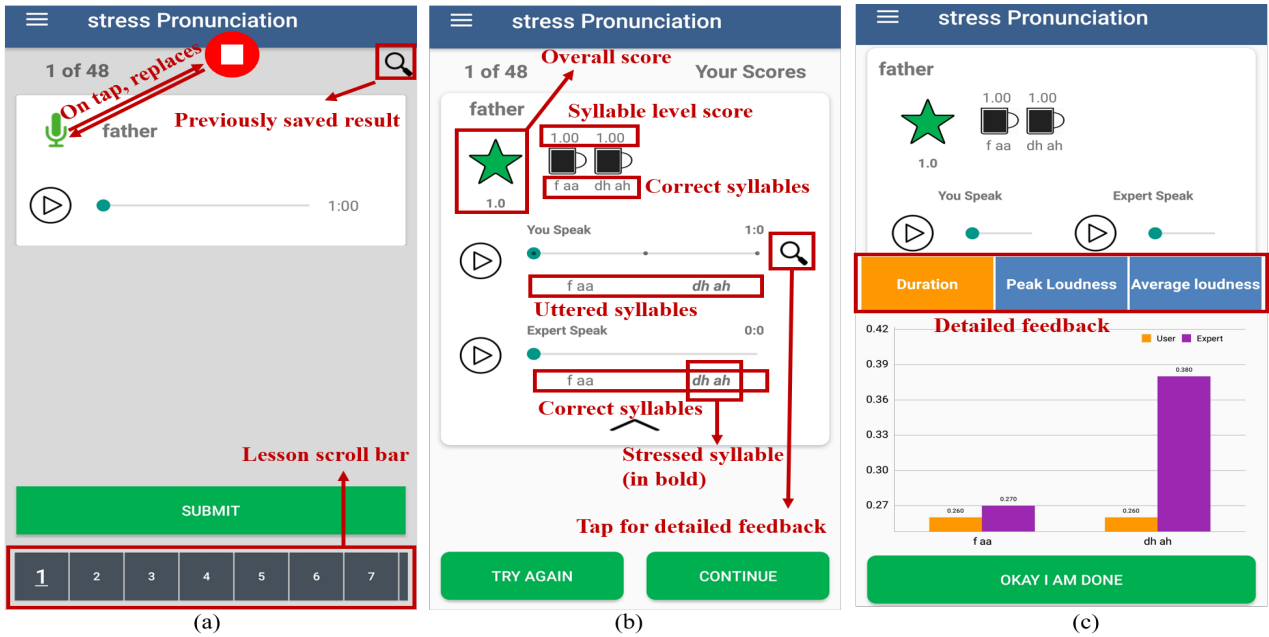 stress Pronunciation
1 of 48
On tap, replaces
Previously saved result
father
1:00
Lesson scroll bar
SUBMIT
1 2 3 4 5 6 7
(a)
stress Pronunciation
Overall score
1 of 48 Your Scores
father
Syllable level score
1.00 1.00
f aa dh ah
Correct syllables
1.0
You Speak 1:0
f aa dh ah
Uttered syllables
Expert Speak 0:0
f aa dh ah
Correct syllables
Stressed syllable
(in bold)
Tap for detailed feedback
TRY AGAIN CONTINUE
(b)
stress Pronunciation
father
1.00 1.00
f aa dh ah
1.0
You Speak Expert Speak
Duration Peak Loudness Average loudness
Detailed feedback
User Expert
0.42
0.39
0.36
0.33
0.30
0.27
0.260 0.270 0.260 0.380
f aa dh ah
OKAY I AM DONE
(c)